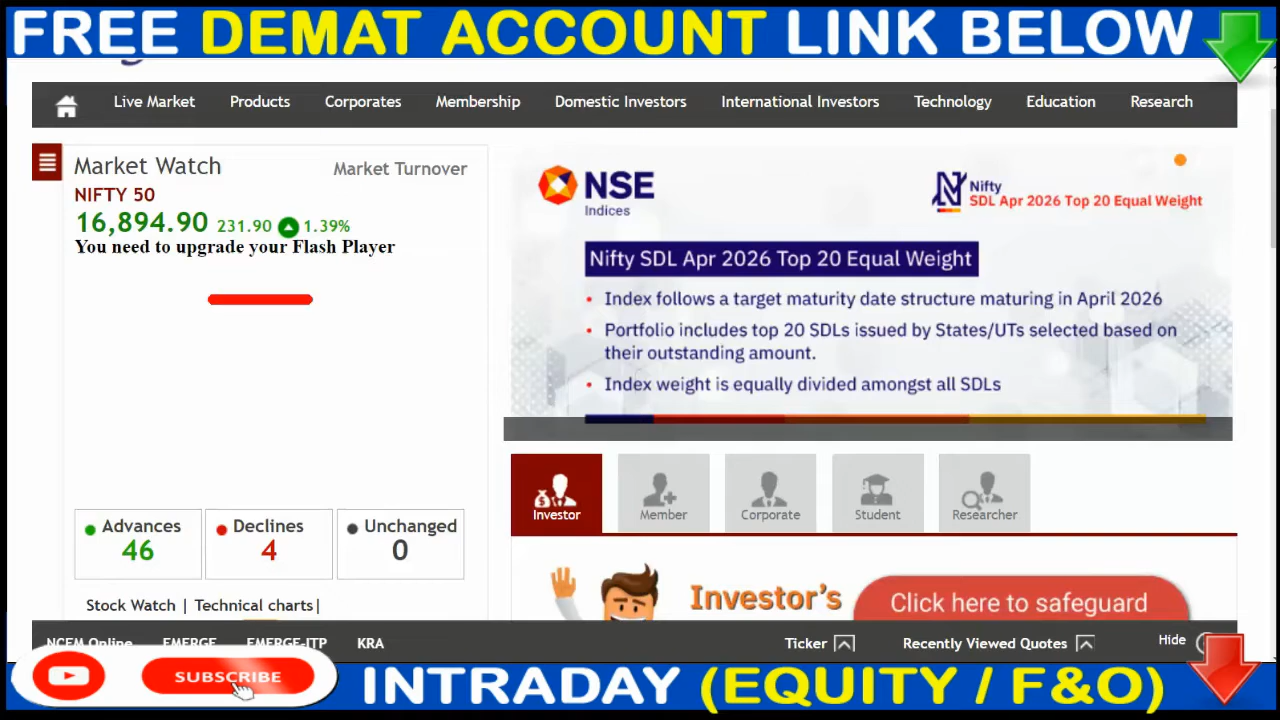 FREE DEMAT ACCOUNT LINK BELOW
Live Market Products Corporates Membership Domestic Investors International Investors Technology Education Research
Market Watch Market Turnover
NIFTY 50
16,894.90 231.90 1.39%
You need to upgrade your Flash Player
NSE
Indices
Nifty
SDL Apr 2026 Top 20 Equal Weight
Nifty SDL Apr 2026 Top 20 Equal Weight
• Index follows a target maturity date structure maturing in April 2026
• Portfolio includes top 20 SDLs issued by States/UTs selected based on
their outstanding amount.
• Index weight is equally divided amongst all SDLs
Investor Member Corporate Student Researcher
Advances Declines Unchanged
46 4 0
Stock Watch | Technical charts|
Investor's
Click here to safeguard
NCFM Online EMERGE EMERGE-ITP KRA Ticker Recently Viewed Quotes Hide
SUBSCRIBE
INTRADAY (EQUITY / F&O)